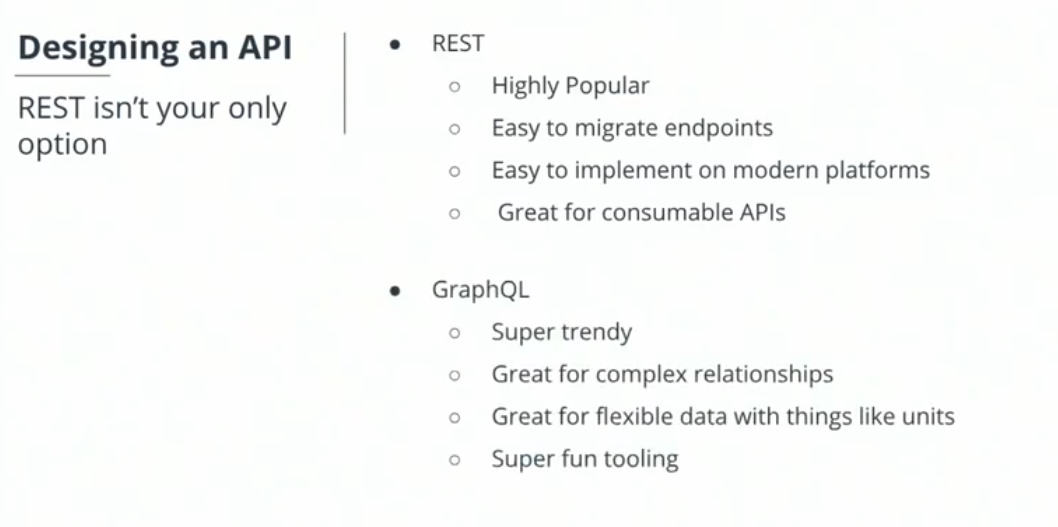 Designing an API
REST isn't your only
option
● REST
○ Highly Popular
○ Easy to migrate endpoints
○ Easy to implement on modern platforms
○ Great for consumable APIs
● GraphQL
○ Super trendy
○ Great for complex relationships
○ Great for flexible data with things like units
○ Super fun tooling